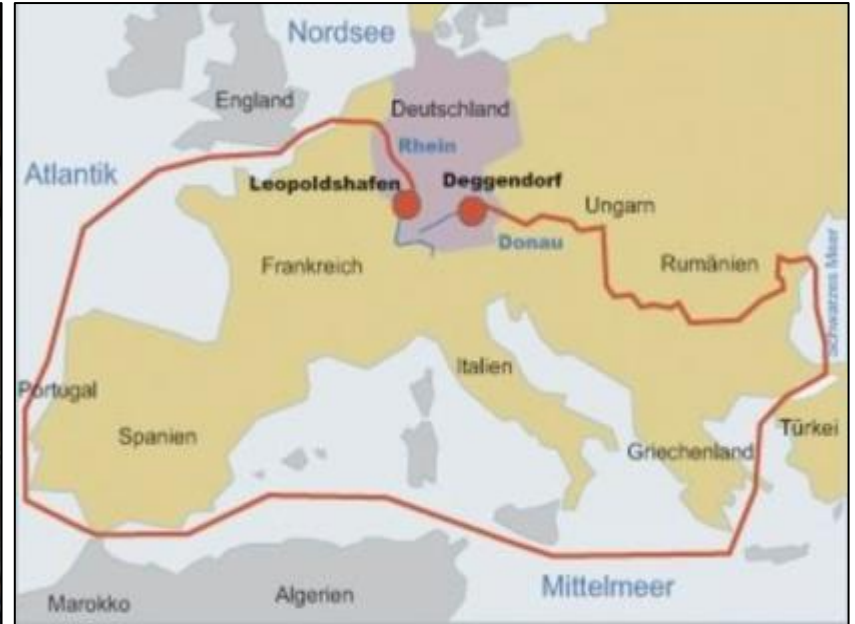 Nordsee
England
Deutschland
Rhein
Atlantik
Leopoldshafen
Deggendorf
Ungarn
Donau
Frankreich
Rumänien
Schwarzes Meer
Italien
Portugal
Spanien
Griechenland
Türkei
Mittelmeer
Algerien
Marokko